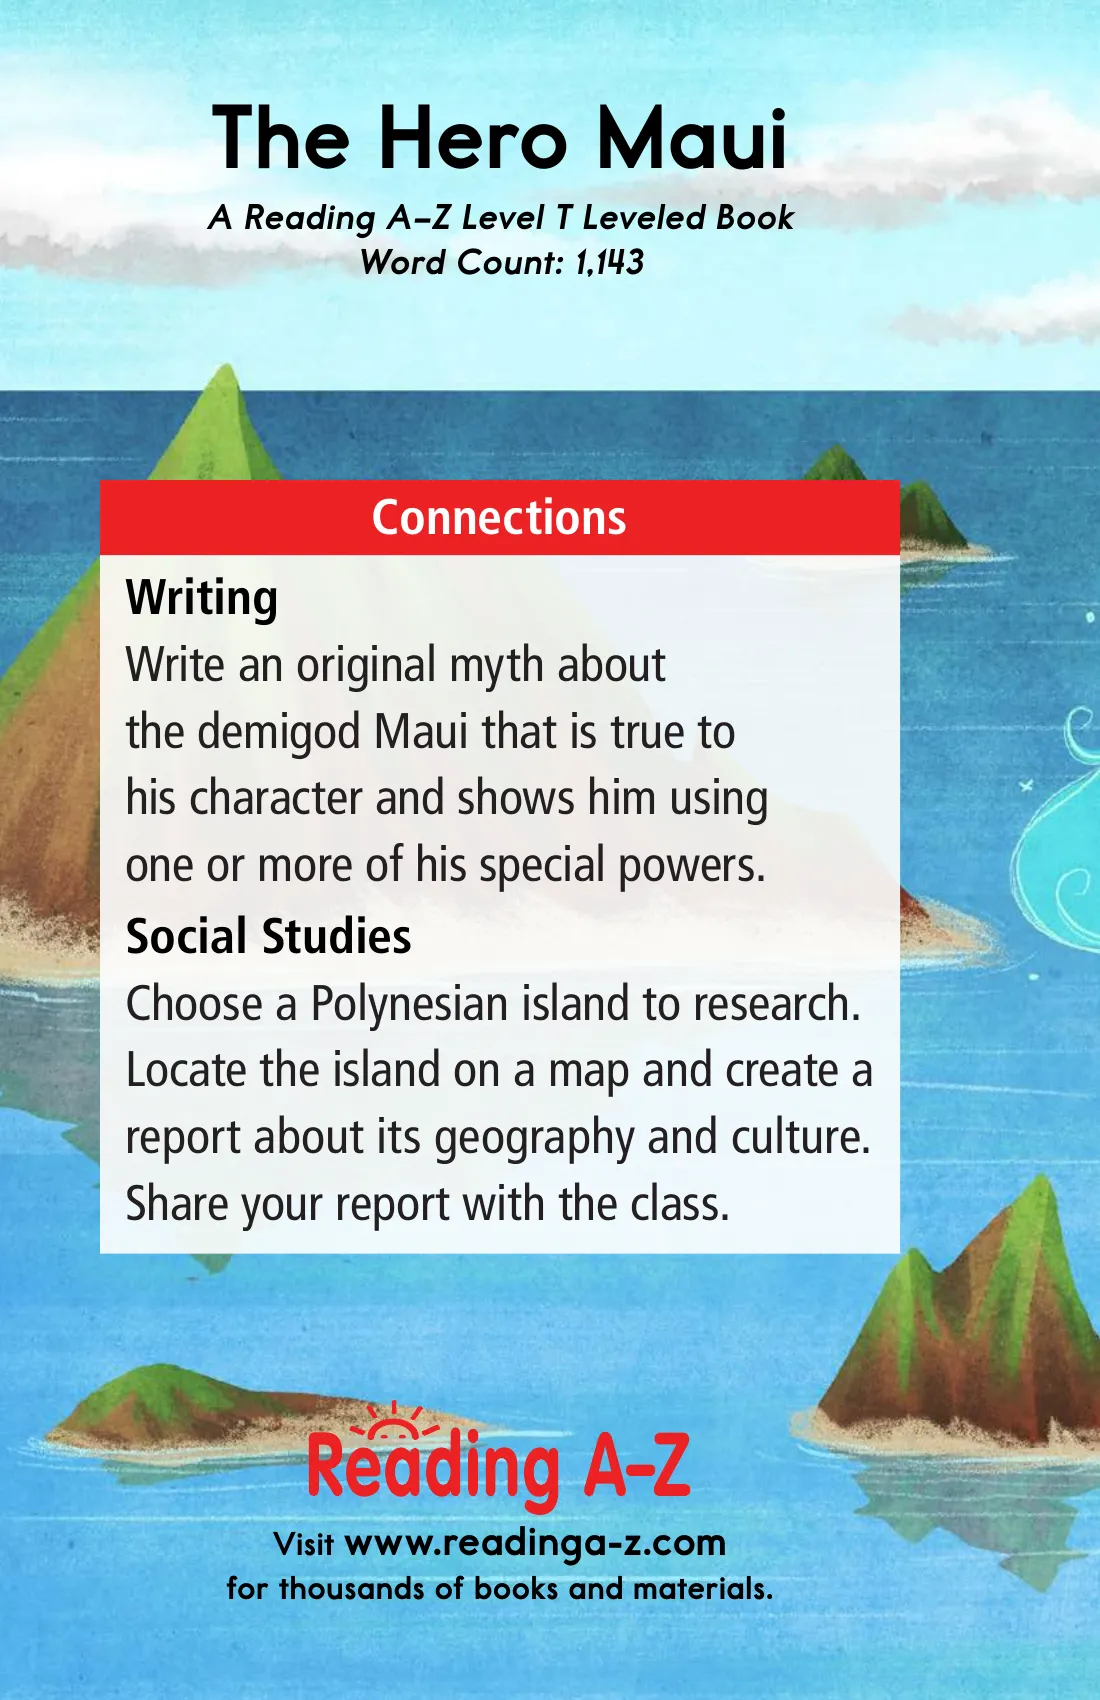 The Hero Maui
A Reading A–Z Level T Leveled Book
Word Count: 1,143
Connections
Writing
Write an original myth about
the demigod Maui that is true to
his character and shows him using
one or more of his special powers.
Social Studies
Choose a Polynesian island to research.
Locate the island on a map and create a
report about its geography and culture.
Share your report with the class.
Reading A–Z
Visit www.readinga-z.com
for thousands of books and materials.